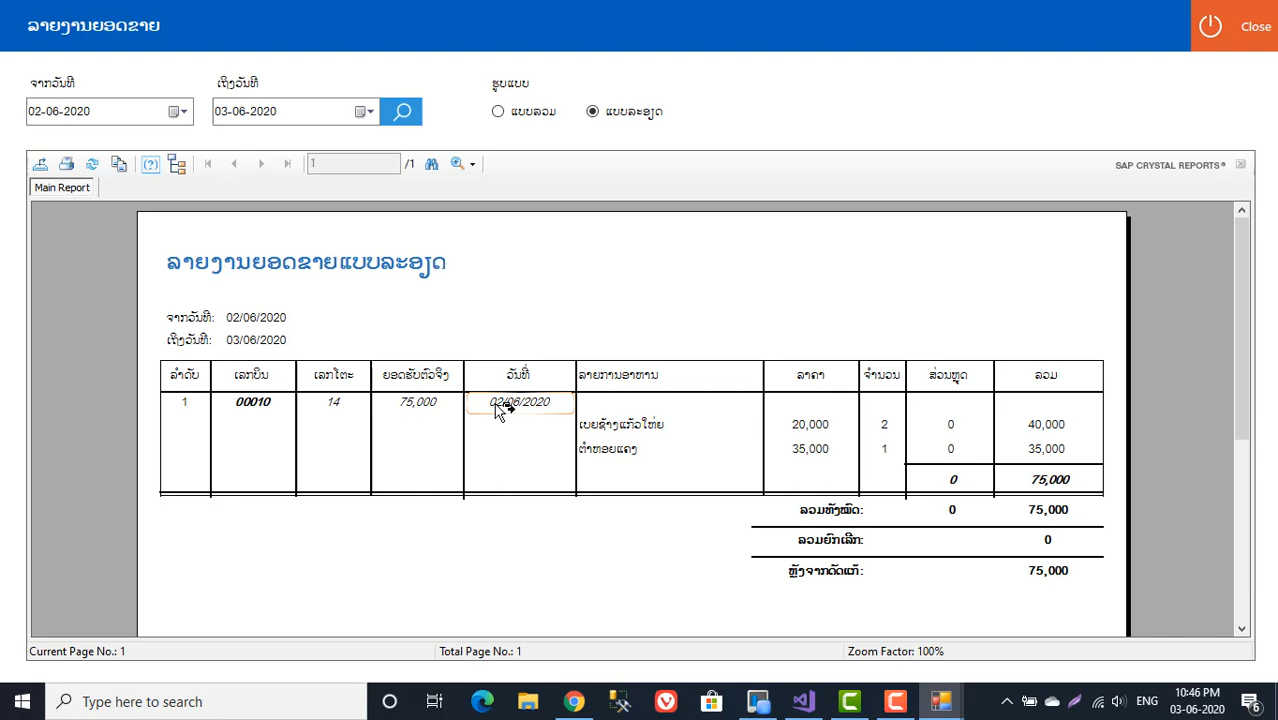 ລາຍງານຍອດຂາຍ
Close
ຈາກວັນທີ ເຖິງວັນທີ ຮູບແບບ
02-06-2020 03-06-2020 ແບບລວມ ແບບລະອຽດ
1 /1 SAP CRYSTAL REPORTS®
Main Report
ລາຍງານຍອດຂາຍແບບລະອຽດ
ຈາກວັນທີ: 02/06/2020
ເຖິງວັນທີ: 03/06/2020
ລຳດັບ ເລກບິນ ເລກໂຕະ ຍອດຮັບຕົວຈິງ ວັນທີ່ ລາຍການອາຫານ ລາຄາ ຈຳນວນ ສ່ວນຫຼຸດ ລວມ
1 00010 14 75,000 02/06/2020
ເບຍຊ້າງແກ້ວໃຫ່ຍ 20,000 2 0 40,000
ຕຳຫອຍແຄງ 35,000 1 0 35,000
0 75,000
ລວມທັງໝົດ: 0 75,000
ລວມຍົກເລີກ: 0
ຫຼັງຈາກດັດແກ້: 75,000
Current Page No.: 1 Total Page No.: 1 Zoom Factor: 100%
Type here to search ENG 10:46 PM
03-06-2020 6